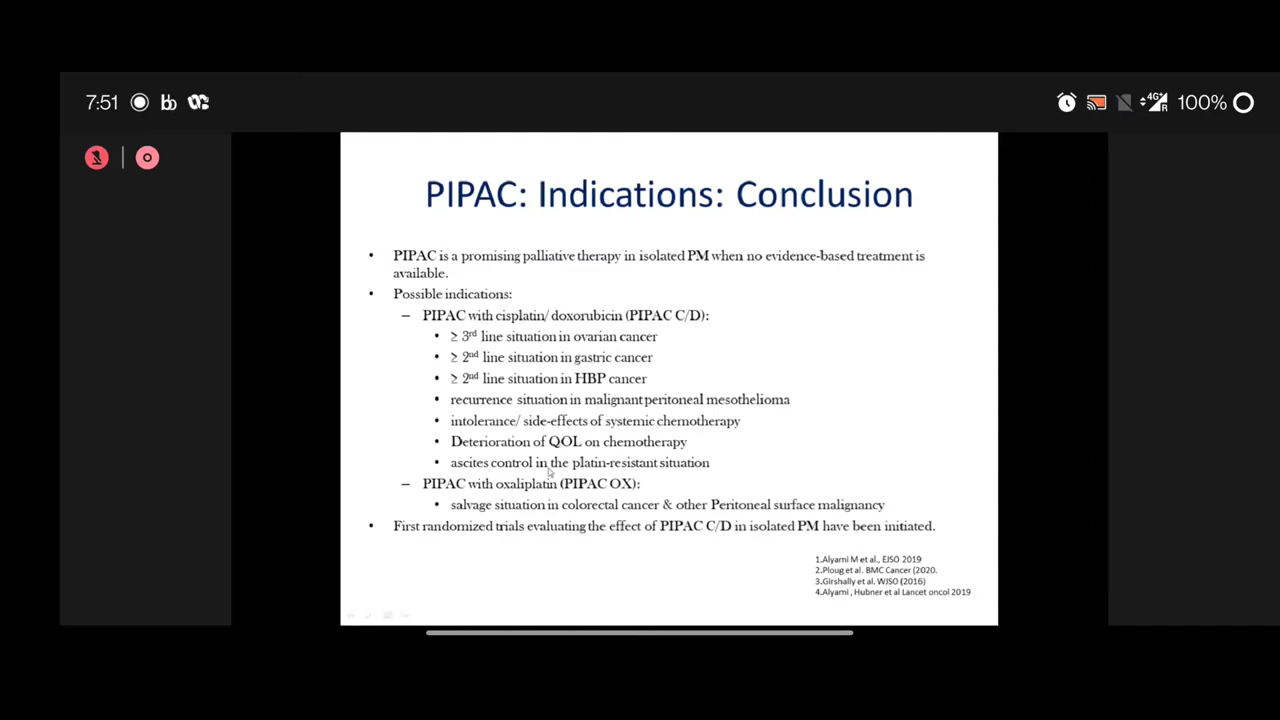 7:51
4G+
R
100%
PIPAC: Indications: Conclusion
• PIPAC is a promising palliative therapy in isolated PM when no evidence-based treatment is
available.
• Possible indications:
– PIPAC with cisplatin/ doxorubicin (PIPAC C/D):
• ≥ 3rd line situation in ovarian cancer
• ≥ 2nd line situation in gastric cancer
• ≥ 2nd line situation in HBP cancer
• recurrence situation in malignant peritoneal mesothelioma
• intolerance/ side-effects of systemic chemotherapy
• Deterioration of QOL on chemotherapy
• ascites control in the platin-resistant situation
– PIPAC with oxaliplatin (PIPAC OX):
• salvage situation in colorectal cancer & other Peritoneal surface malignancy
• First randomized trials evaluating the effect of PIPAC C/D in isolated PM have been initiated.
1.Alyami M et al., EJSO 2019
2.Ploug et al. BMC Cancer (2020.
3.Girshally et al. WJSO (2016)
4.Alyami , Hubner et al Lancet oncol 2019